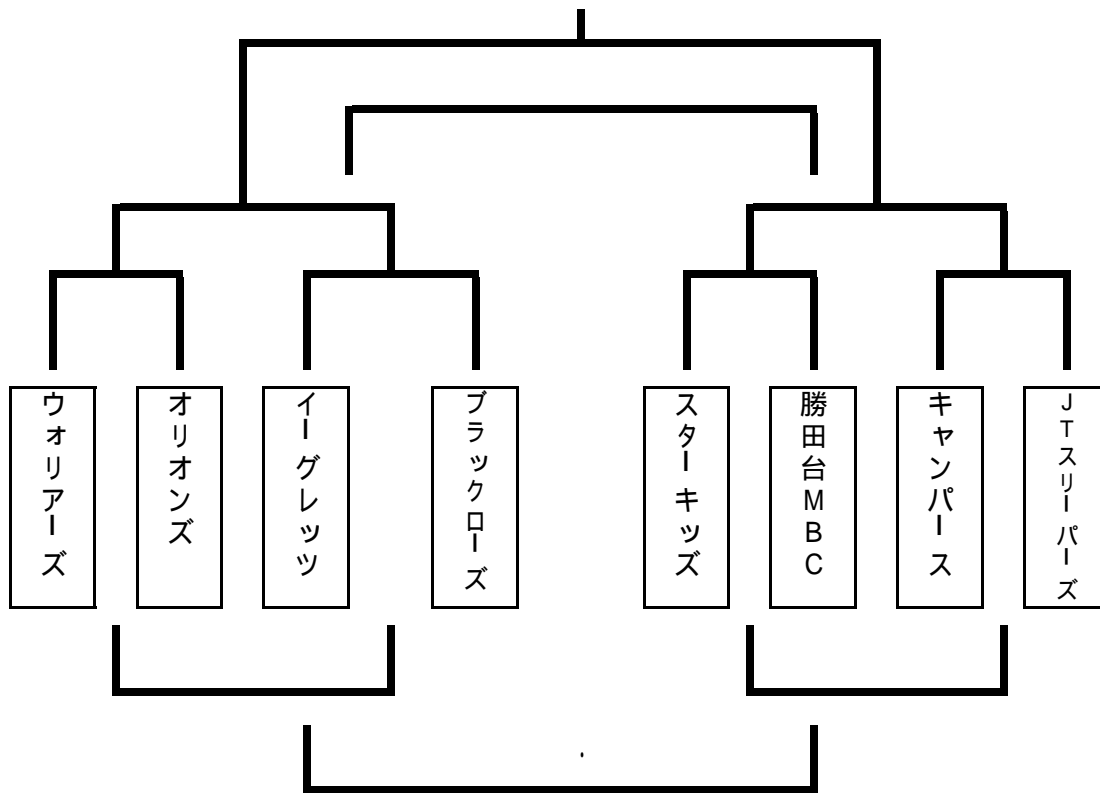 ウォリアーズ
オリオンズ
イーグレッツ
ブラックローズ
スターキッズ
勝田台MBC
キャンパース
JTスリーパーズ